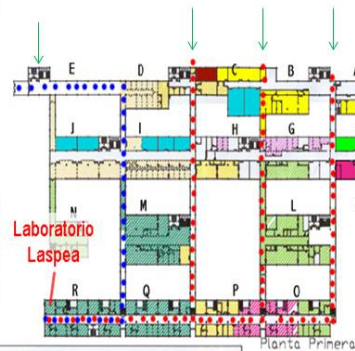 E D C B A
J I H G
N M L
Laboratorio
Laspea
R Q P O
Planta Primera